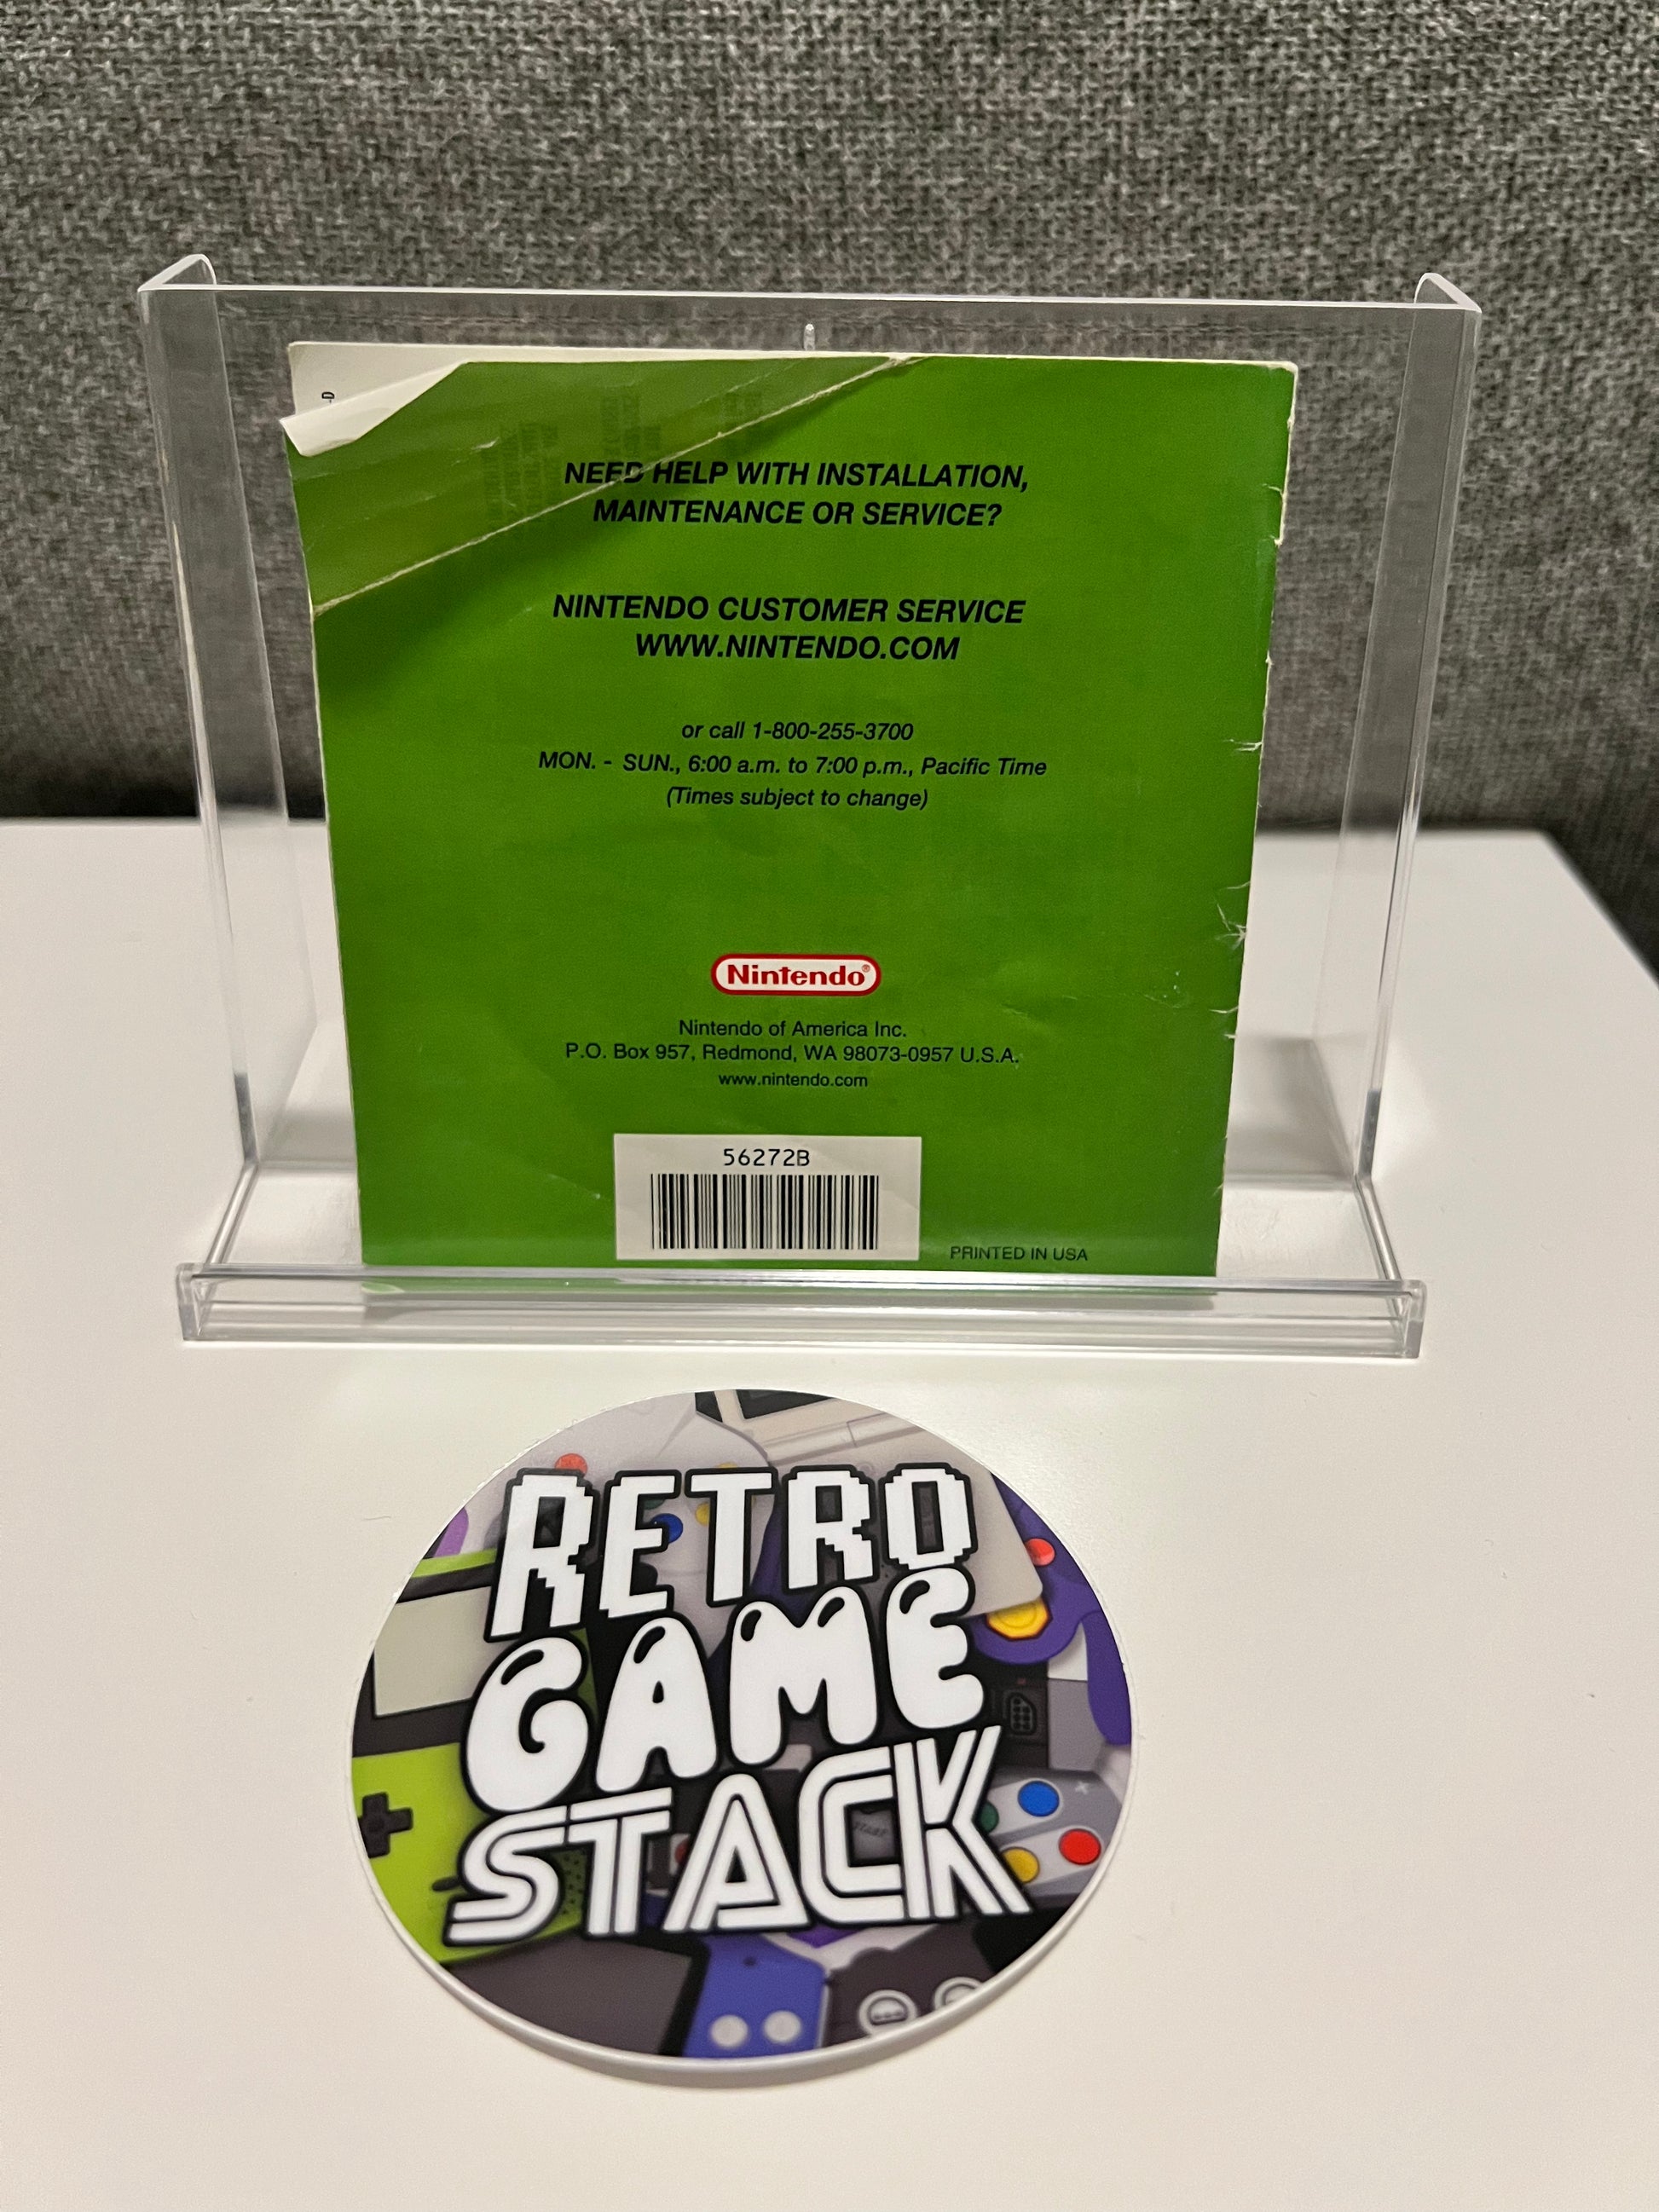 -D
NEED HELP WITH INSTALLATION,
MAINTENANCE OR SERVICE?
NINTENDO CUSTOMER SERVICE
WWW.NINTENDO.COM
or call 1-800-255-3700
MON. - SUN., 6:00 a.m. to 7:00 p.m., Pacific Time
(Times subject to change)
Nintendo®
Nintendo of America Inc.
P.O. Box 957, Redmond, WA 98073-0957 U.S.A.
www.nintendo.com
56272B
PRINTED IN USA
RETRO
GAME
STACK